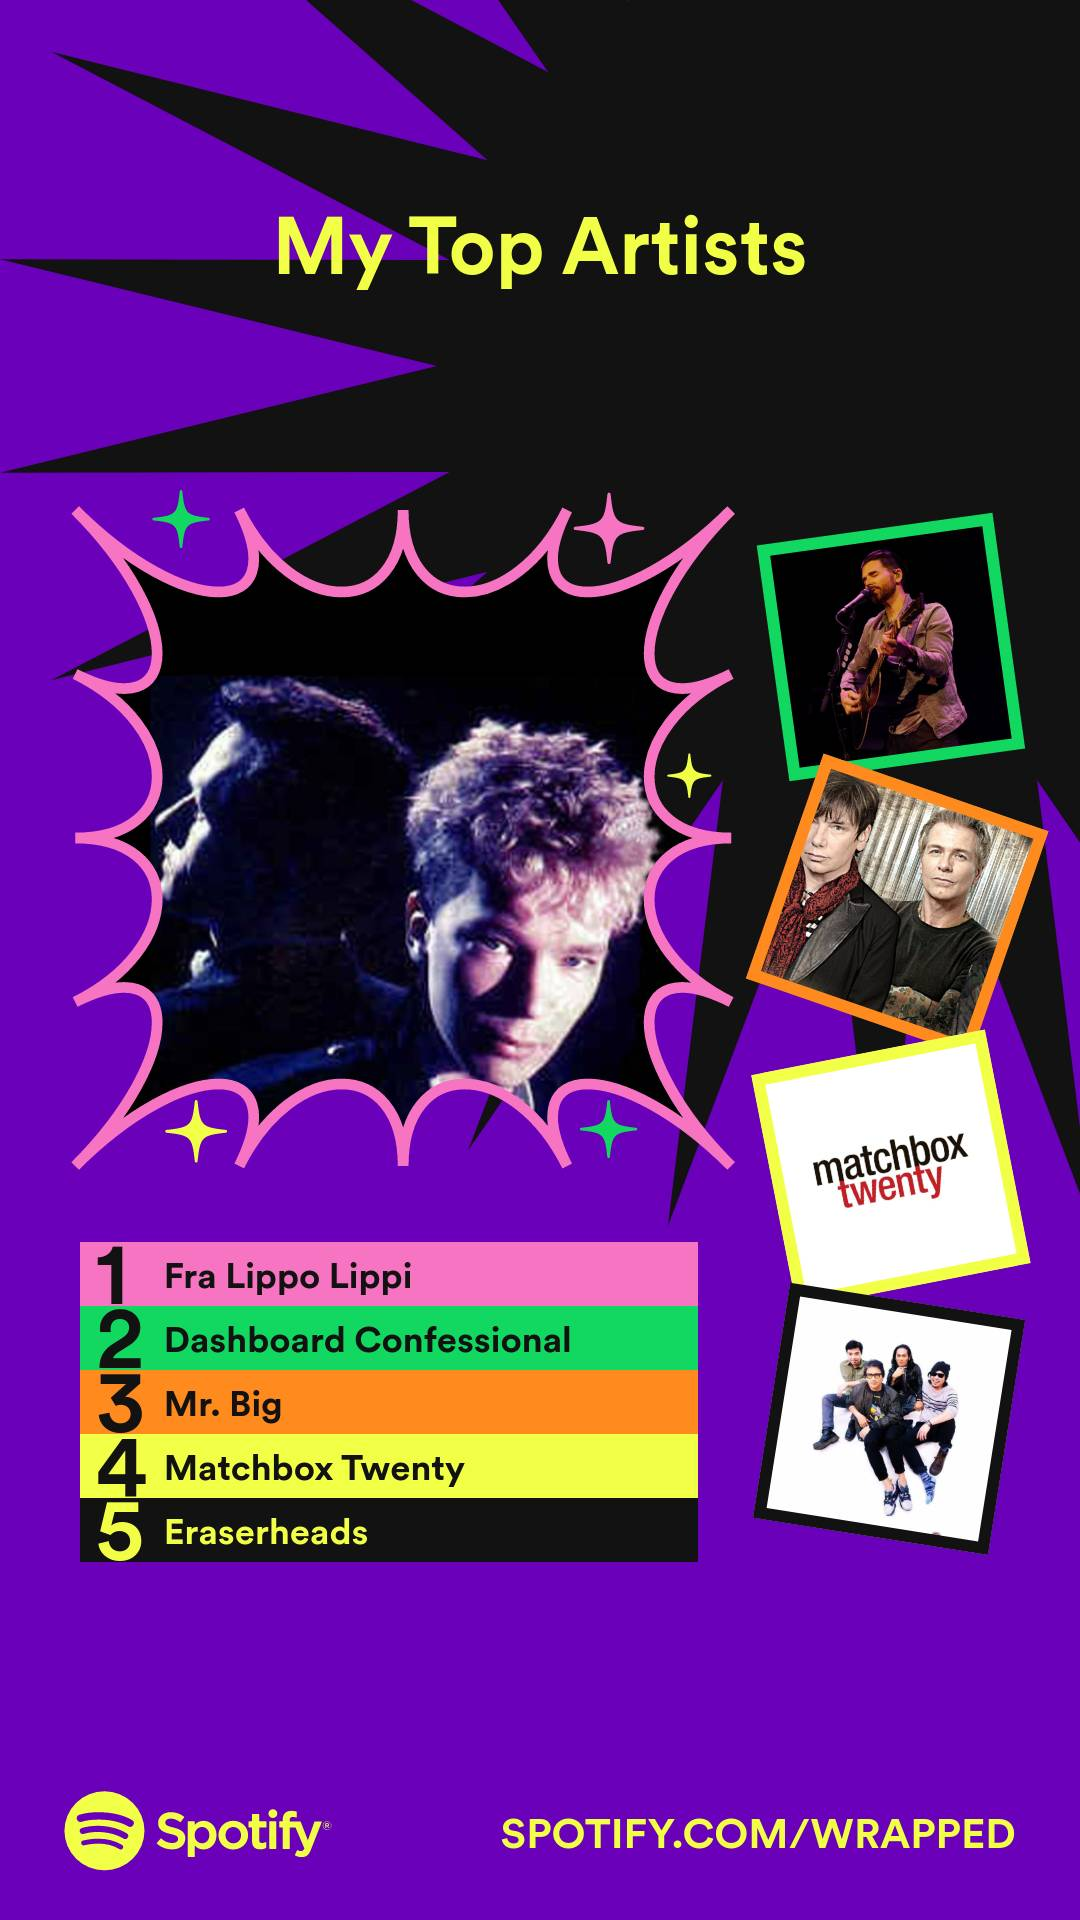 My Top Artists
matchbox
twenty
1 Fra Lippo Lippi
2 Dashboard Confessional
3 Mr. Big
4 Matchbox Twenty
5 Eraserheads
Spotify®
SPOTIFY.COM/WRAPPED